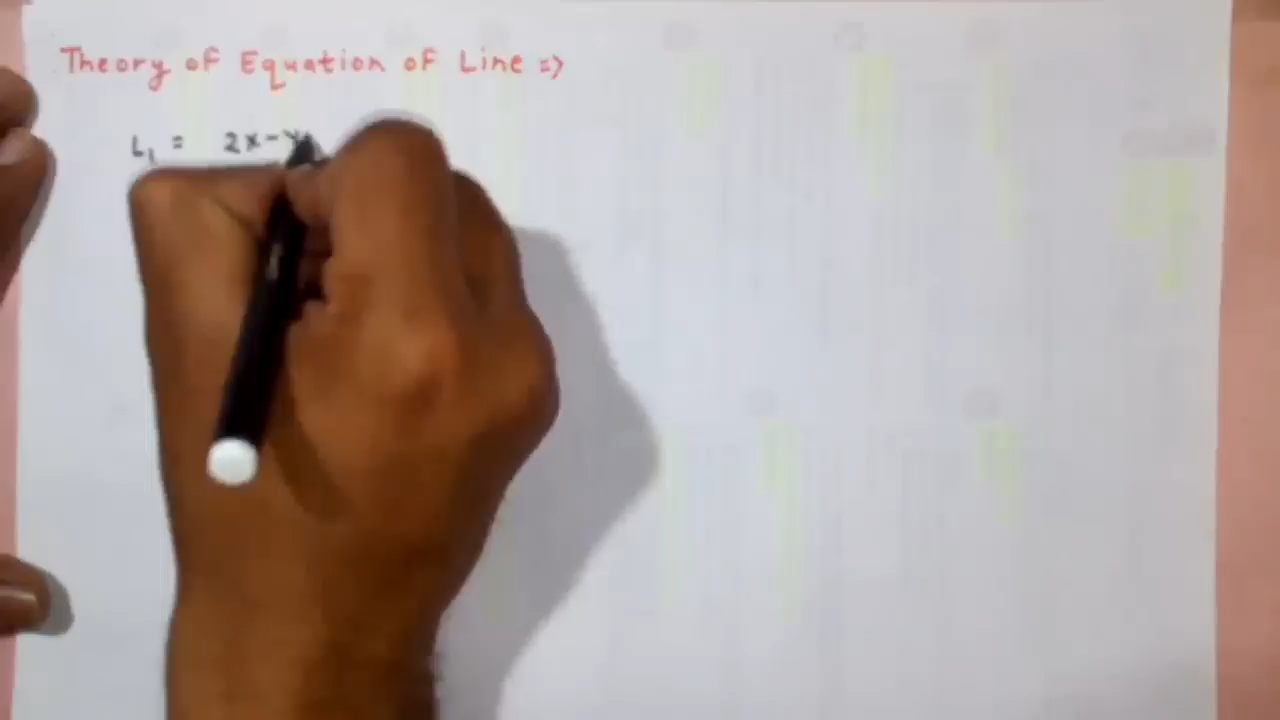 Theory of Equation of Line =>
L₁ = 2x-y